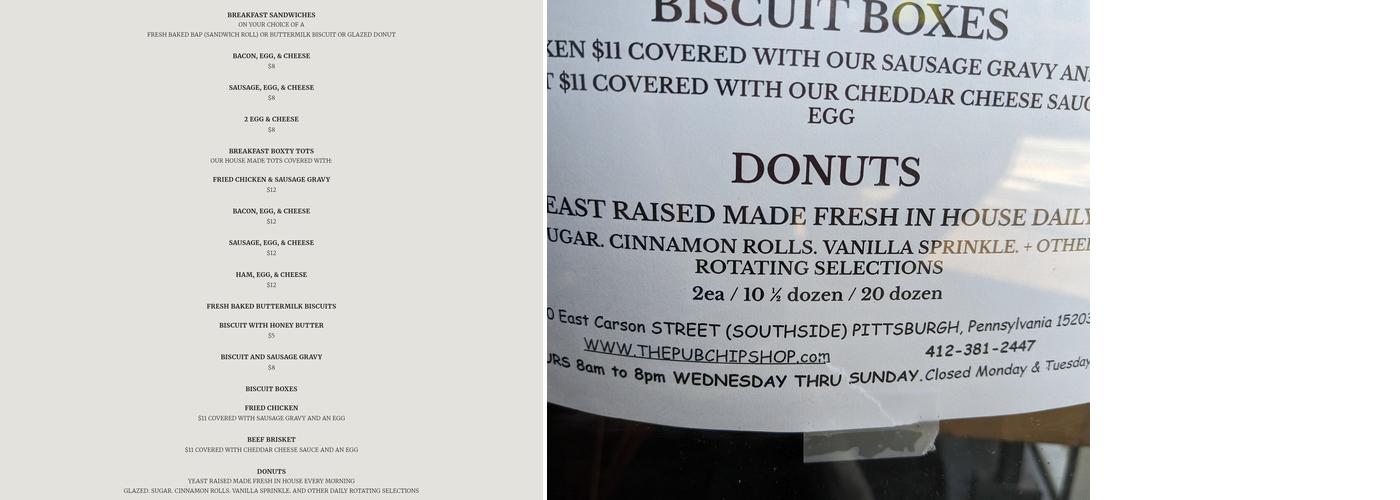 BREAKFAST SANDWICHES
ON YOUR CHOICE OF A
FRESH BAKED BAP (SANDWICH ROLL) OR BUTTERMILK BISCUIT OR GLAZED DONUT
BACON, EGG, & CHEESE
$8
SAUSAGE, EGG, & CHEESE
$8
2 EGG & CHEESE
$8
BREAKFAST BOXTY TOTS
OUR HOUSE MADE TOTS COVERED WITH:
FRIED CHICKEN & SAUSAGE GRAVY
$12
BACON, EGG, & CHEESE
$12
SAUSAGE, EGG, & CHEESE
$12
HAM, EGG, & CHEESE
$12
FRESH BAKED BUTTERMILK BISCUITS
BISCUIT WITH HONEY BUTTER
$5
BISCUIT AND SAUSAGE GRAVY
$8
BISCUIT BOXES
FRIED CHICKEN
$11 COVERED WITH SAUSAGE GRAVY AND AN EGG
BEEF BRISKET
$11 COVERED WITH CHEDDAR CHEESE SAUCE AND AN EGG
DONUTS
YEAST RAISED MADE FRESH IN HOUSE EVERY MORNING
GLAZED. SUGAR. CINNAMON ROLLS. VANILLA SPRINKLE. AND OTHER DAILY ROTATING SELECTIONS
BISCUIT BOXES
KEN $11 COVERED WITH OUR SAUSAGE GRAVY AN
T $11 COVERED WITH OUR CHEDDAR CHEESE SAUC
EGG
DONUTS
EAST RAISED MADE FRESH IN HOUSE DAILY
UGAR. CINNAMON ROLLS. VANILLA SPRINKLE. + OTHER
ROTATING SELECTIONS
2ea / 10 ½ dozen / 20 dozen
0 East Carson STREET (SOUTHSIDE) PITTSBURGH, Pennsylvania 15203
WWW.THEPUBCHIPSHOP.com 412-381-2447
URS 8am to 8pm WEDNESDAY THRU SUNDAY.Closed Monday & Tuesday